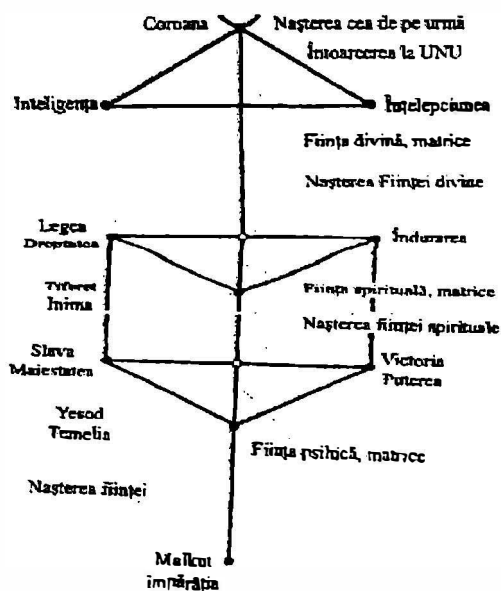 Coroana
Nașterea cea de pe urmă
Întoarcerea la UNU
Inteligența
Înțelepciunea
Ființa divină, matrice
Nașterea Ființei divine
Legea
Dreptatea
Îndurarea
Tiferet
Inima
Ființa spirituală, matrice
Nașterea ființei spirituale
Slava
Maiestatea
Victoria
Puterea
Yesod
Temelia
Ființa psihică, matrice
Nașterea ființei
Malkut
împărăția